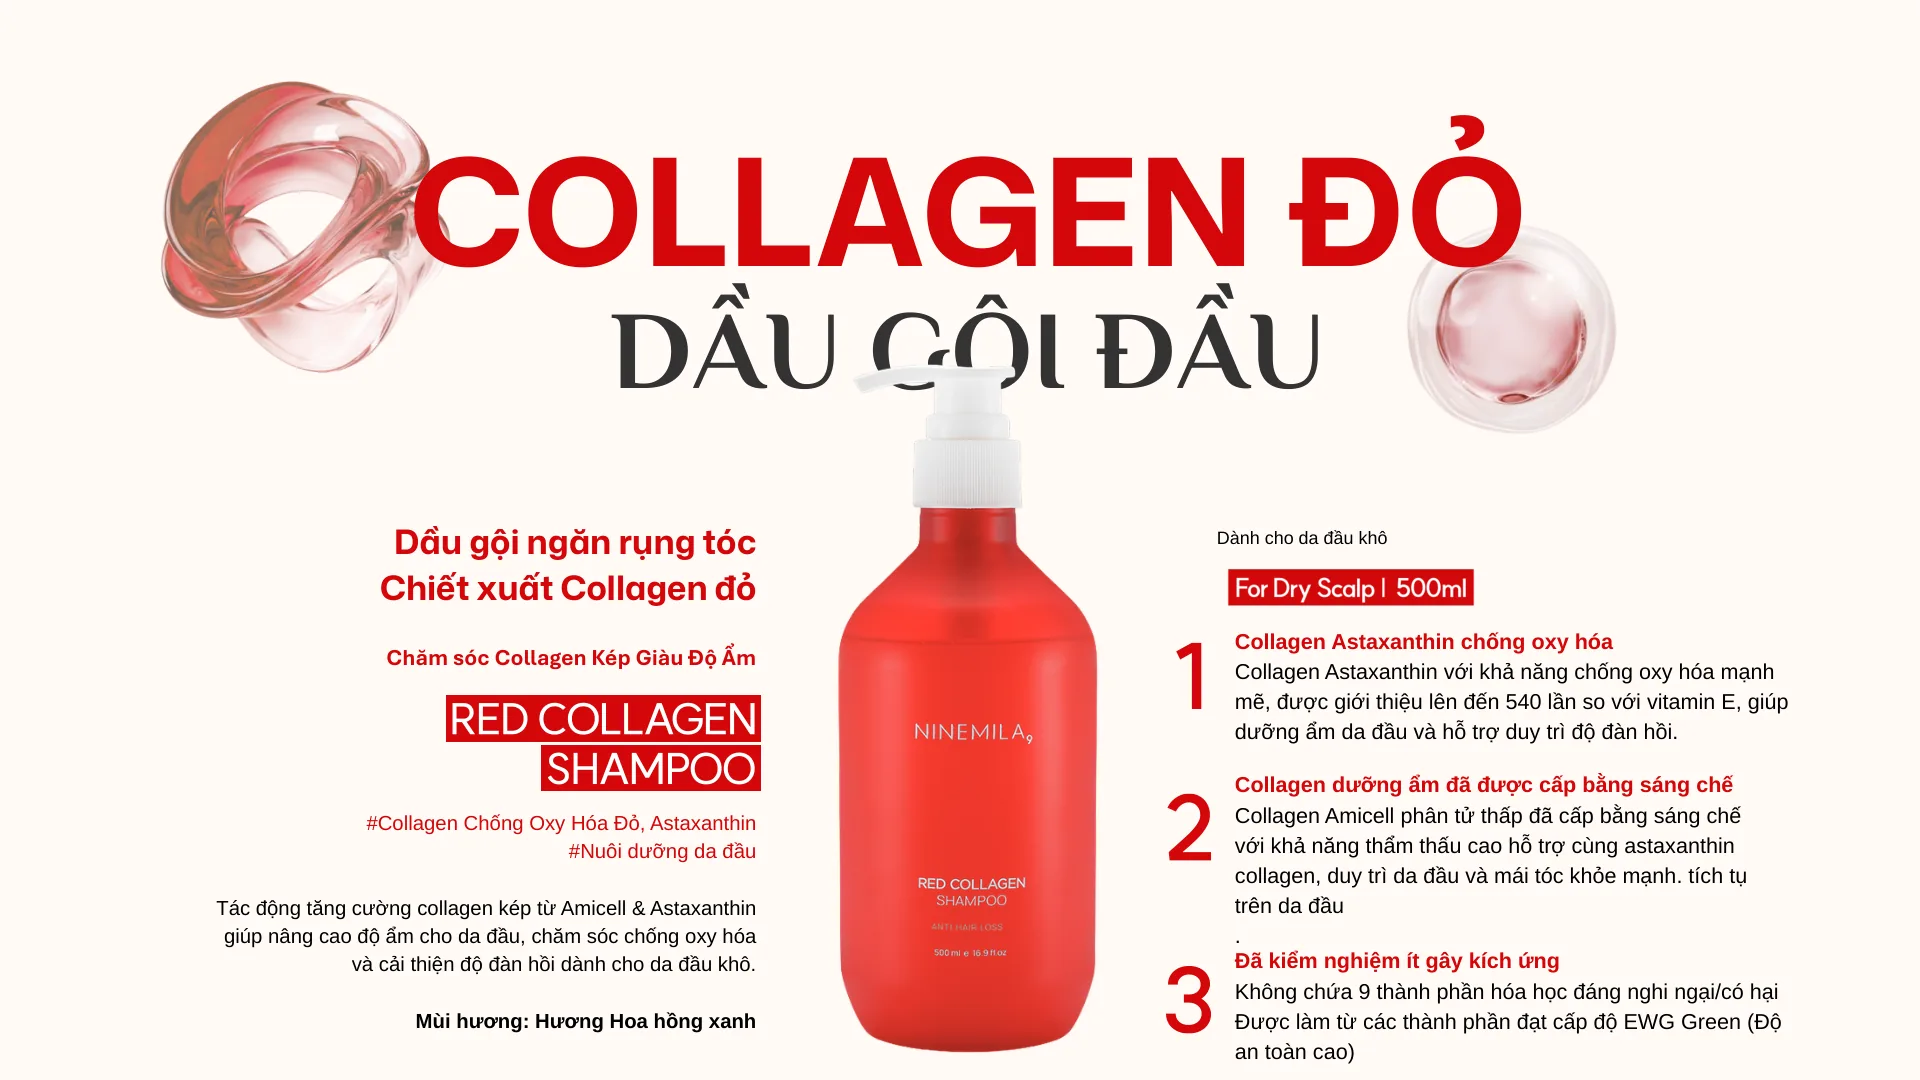 COLLAGEN ĐỎ
DẦU GỘI ĐẦU
Dầu gội ngăn rụng tóc
Chiết xuất Collagen đỏ
Chăm sóc Collagen Kép Giàu Độ Ẩm
RED COLLAGEN
SHAMPOO
#Collagen Chống Oxy Hóa Đỏ, Astaxanthin
#Nuôi dưỡng da đầu
Tác động tăng cường collagen kép từ Amicell & Astaxanthin
giúp nâng cao độ ẩm cho da đầu, chăm sóc chống oxy hóa
và cải thiện độ đàn hồi dành cho da đầu khô.
Mùi hương: Hương Hoa hồng xanh
NINEMILA9
RED COLLAGEN
SHAMPOO
ANTI HAIR LOSS
500 ml e 16.9 fl.oz
Dành cho da đầu khô
For Dry Scalp | 500ml
1
Collagen Astaxanthin chống oxy hóa
Collagen Astaxanthin với khả năng chống oxy hóa mạnh
mẽ, được giới thiệu lên đến 540 lần so với vitamin E, giúp
dưỡng ẩm da đầu và hỗ trợ duy trì độ đàn hồi.
2
Collagen dưỡng ẩm đã được cấp bằng sáng chế
Collagen Amicell phân tử thấp đã cấp bằng sáng chế
với khả năng thẩm thấu cao hỗ trợ cùng astaxanthin
collagen, duy trì da đầu và mái tóc khỏe mạnh. tích tụ
trên da đầu
.
3
Đã kiểm nghiệm ít gây kích ứng
Không chứa 9 thành phần hóa học đáng nghi ngại/có hại
Được làm từ các thành phần đạt cấp độ EWG Green (Độ
an toàn cao)